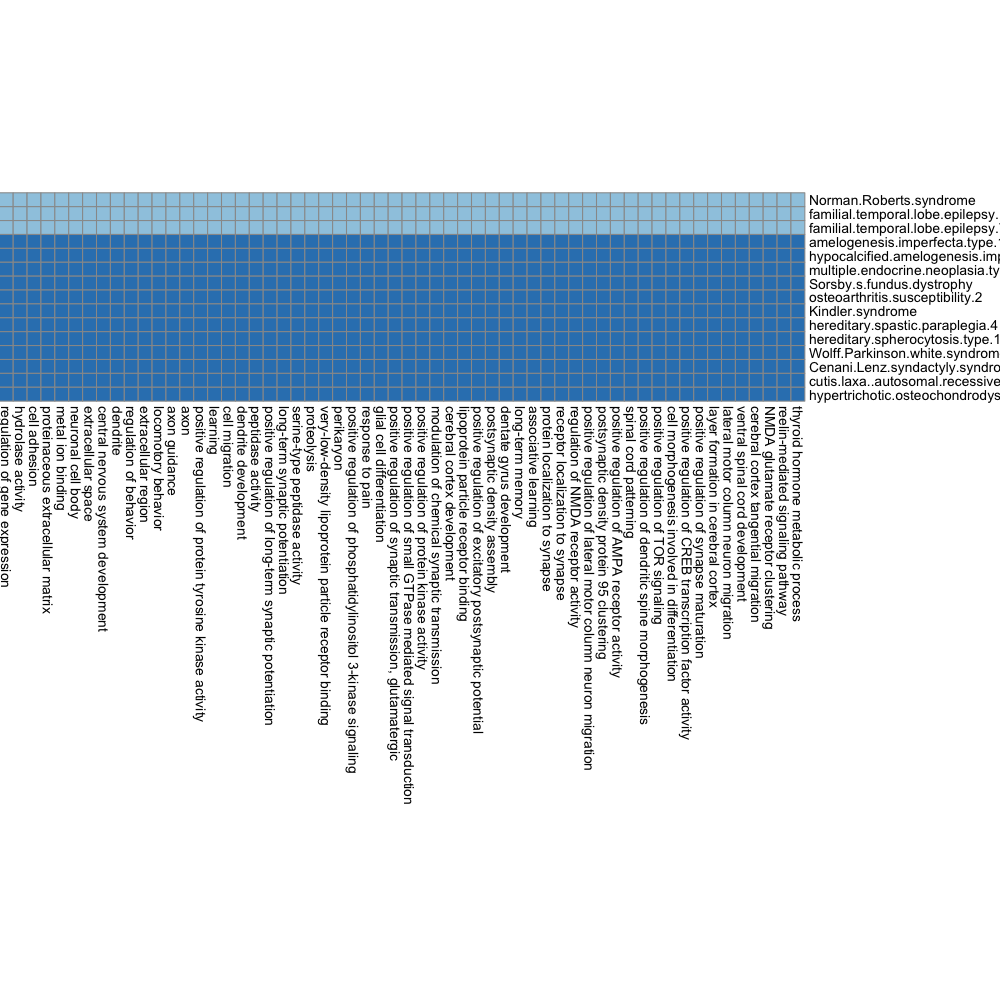 Norman.Roberts.syndrome
familial.temporal.lobe.epilepsy.
familial.temporal.lobe.epilepsy.
amelogenesis.imperfecta.type.
hypocalcified.amelogenesis.imp
multiple.endocrine.neoplasia.ty
Sorsby.s.fundus.dystrophy
osteoarthritis.susceptibility.2
Kindler.syndrome
hereditary.spastic.paraplegia.4
hereditary.spherocytosis.type.1
Wolff.Parkinson.white.syndrom
Cenani.Lenz.syndactyly.syndro
cutis.laxa..autosomal.recessive
hypertrichotic.osteochondrodys
regulation of gene expression
hydrolase activity
cell adhesion
proteinaceous extracellular matrix
metal ion binding
neuronal cell body
extracellular space
central nervous system development
dendrite
regulation of behavior
extracellular region
locomotory behavior
axon guidance
axon
positive regulation of protein tyrosine kinase activity
learning
cell migration
dendrite development
peptidase activity
positive regulation of long-term synaptic potentiation
long-term synaptic potentiation
serine-type peptidase activity
proteolysis
very-low-density lipoprotein particle receptor binding
perikaryon
positive regulation of phosphatidylinositol 3-kinase signaling
response to pain
glial cell differentiation
positive regulation of synaptic transmission, glutamatergic
positive regulation of small GTPase mediated signal transduction
positive regulation of protein kinase activity
modulation of chemical synaptic transmission
cerebral cortex development
lipoprotein particle receptor binding
positive regulation of excitatory postsynaptic potential
postsynaptic density assembly
dentate gyrus development
long-term memory
associative learning
protein localization to synapse
receptor localization to synapse
regulation of NMDA receptor activity
positive regulation of lateral motor column neuron migration
postsynaptic density protein 95 clustering
positive regulation of AMPA receptor activity
spinal cord patterning
positive regulation of dendritic spine morphogenesis
positive regulation of TOR signaling
cell morphogenesis involved in differentiation
positive regulation of CREB transcription factor activity
positive regulation of synapse maturation
layer formation in cerebral cortex
lateral motor column neuron migration
ventral spinal cord development
cerebral cortex tangential migration
NMDA glutamate receptor clustering
reelin-mediated signaling pathway
thyroid hormone metabolic process